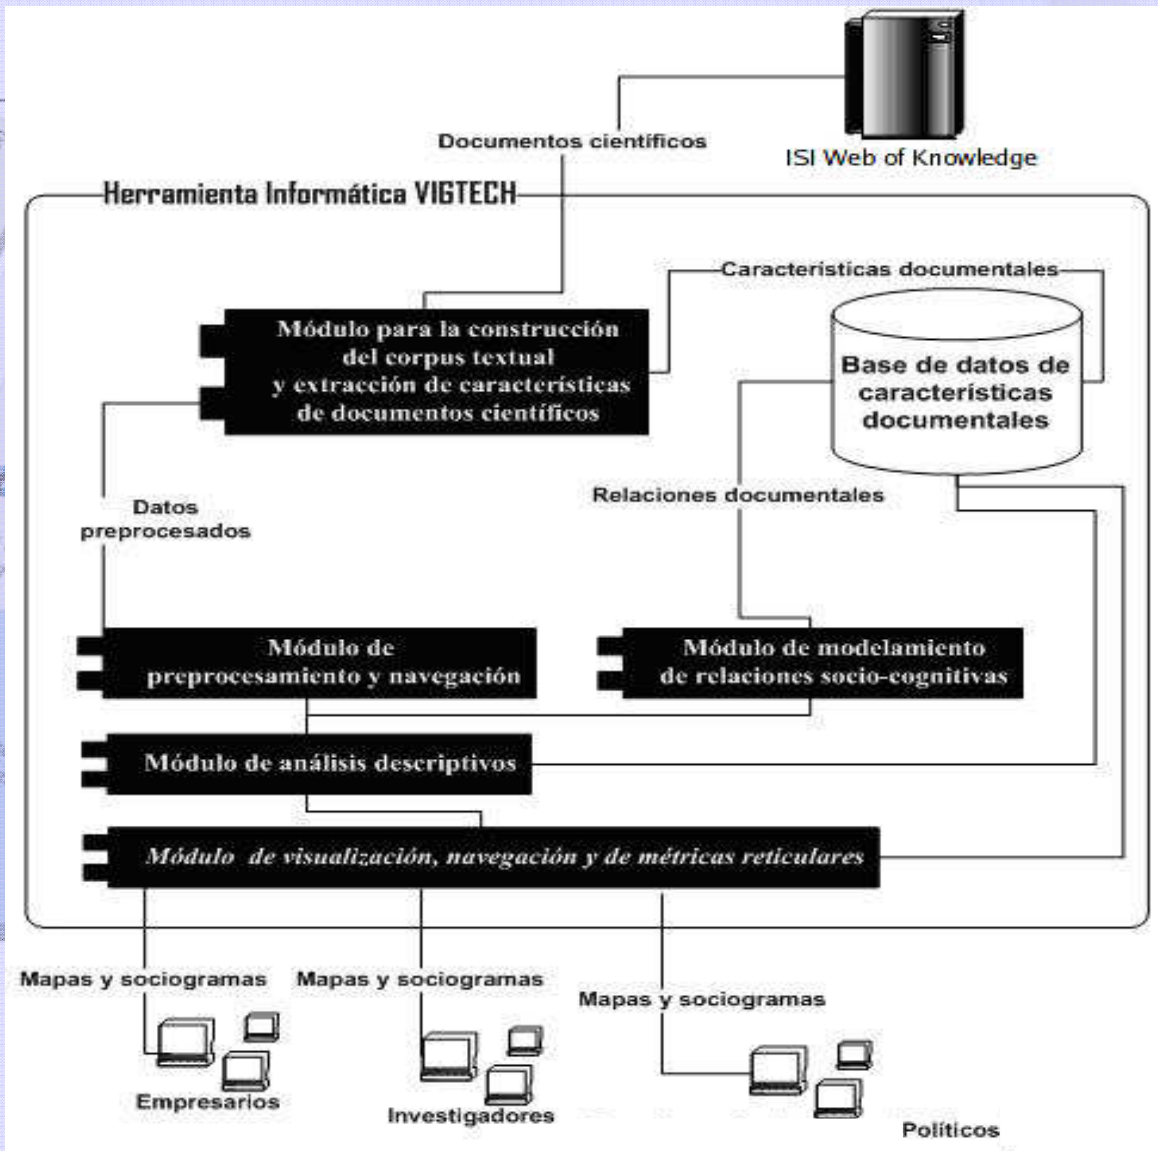 Documentos científicos
ISI Web of Knowledge
Herramienta Informática VIGTECH
Características documentales
Módulo para la construcción
del corpus textual
y extracción de características
de documentos científicos
Base de datos de
características
documentales
Relaciones documentales
Datos
preprocesados
Módulo de
preprocesamiento y navegación
Módulo de modelamiento
de relaciones socio-cognitivas
Módulo de análisis descriptivos
Módulo de visualización, navegación y de métricas reticulares
Mapas y sociogramas
Mapas y sociogramas
Mapas y sociogramas
Empresarios
Investigadores
Políticos